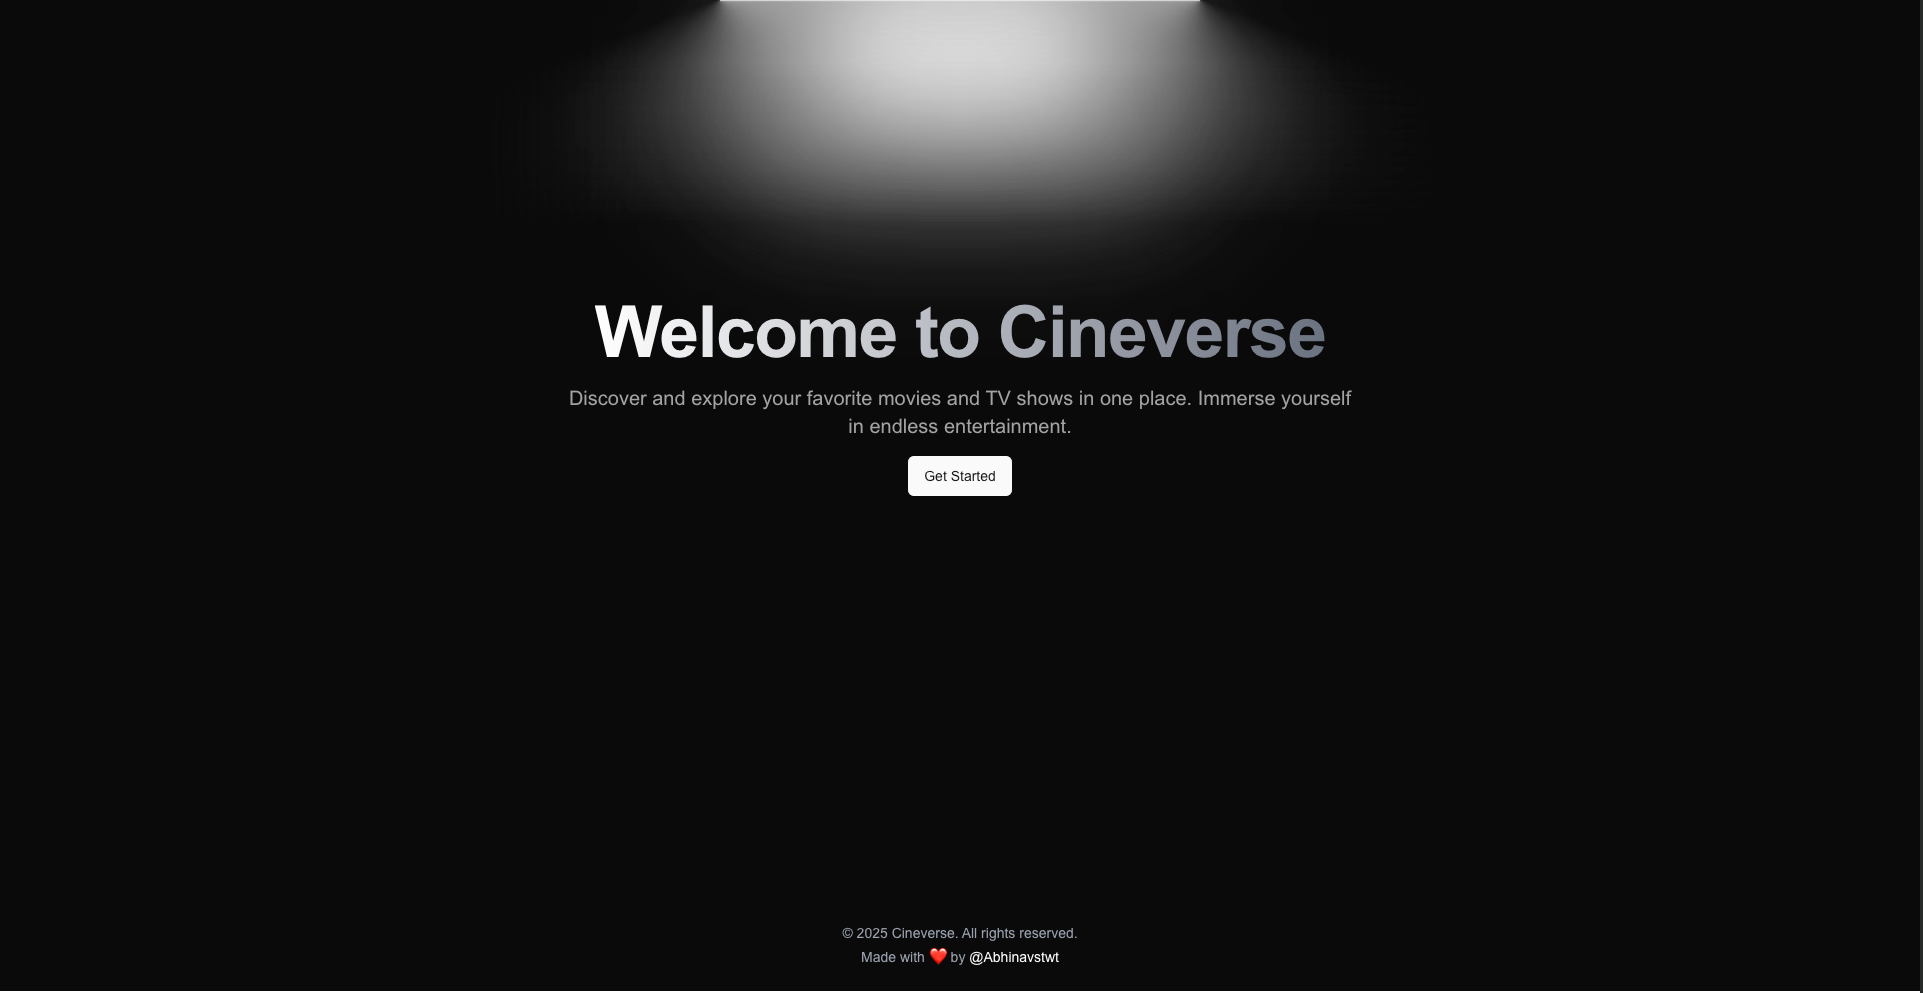 Welcome to Cineverse
Discover and explore your favorite movies and TV shows in one place. Immerse yourself
in endless entertainment.
Get Started
© 2025 Cineverse. All rights reserved.
Made with ❤️ by @Abhinavstwt